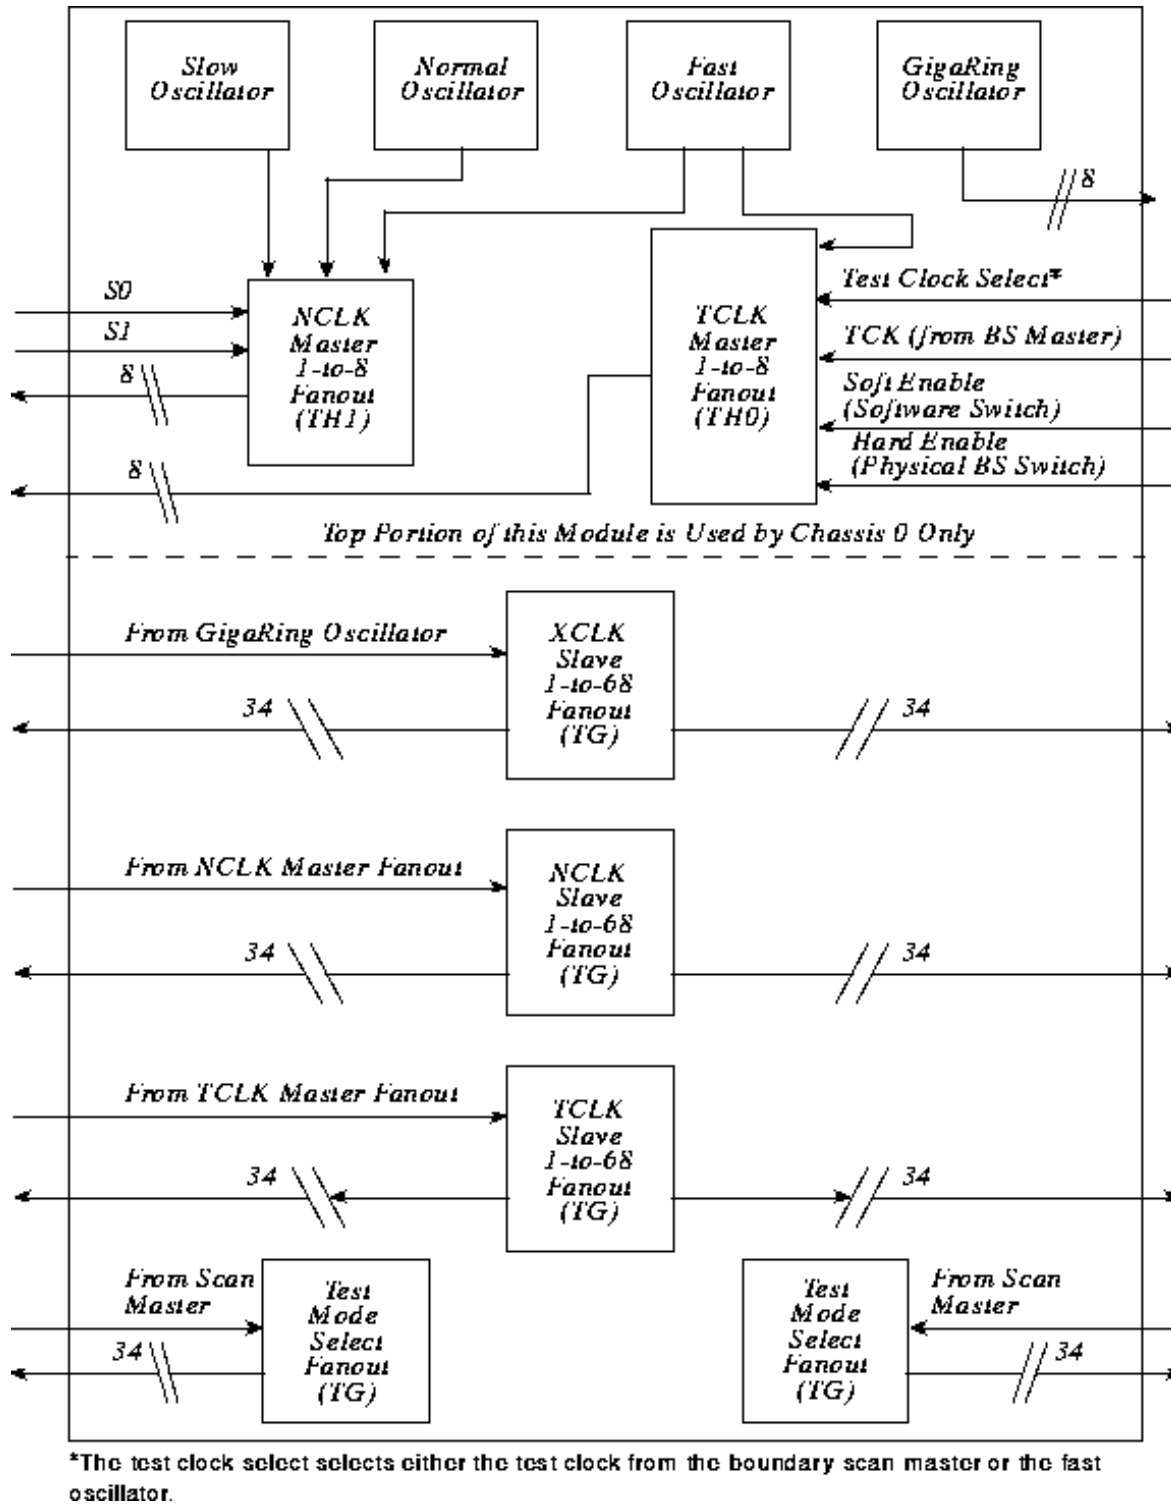 Slow
Oscillator
Normal
Oscillator
Fast
Oscillator
GigaRing
Oscillator
8
S0
S1
8
8
NCLK
Master
1-to-8
Fanout
(TH1)
TCLK
Master
1-to-8
Fanout
(TH0)
Test Clock Select*
TCK (from BS Master)
Soft Enable
(Software Switch)
Hard Enable
(Physical BS Switch)
Top Portion of this Module is Used by Chassis 0 Only
From GigaRing Oscillator
34
XCLK
Slave
1-to-68
Fanout
(TG)
34
From NCLK Master Fanout
34
NCLK
Slave
1-to-68
Fanout
(TG)
34
From TCLK Master Fanout
34
TCLK
Slave
1-to-68
Fanout
(TG)
34
From Scan
Master
34
Test
Mode
Select
Fanout
(TG)
Test
Mode
Select
Fanout
(TG)
From Scan
Master
34
*The test clock select selects either the test clock from the boundary scan master or the fast
oscillator.